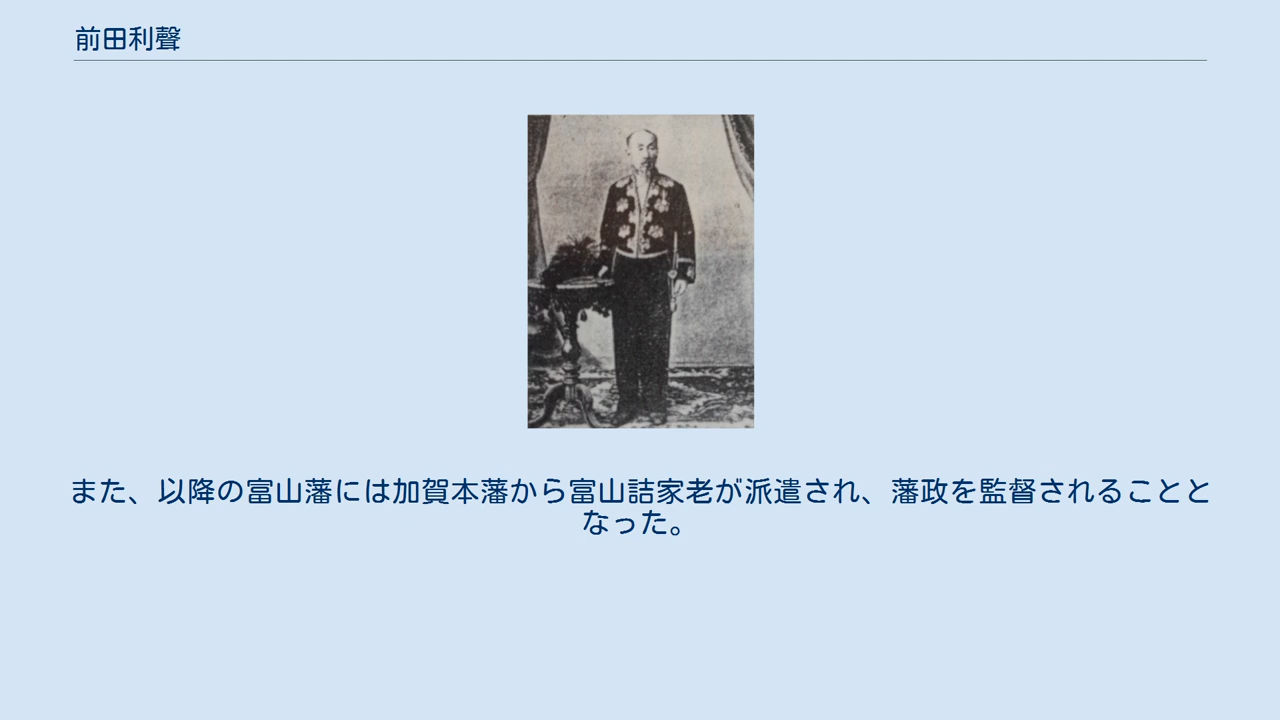 前田利聲
また、以降の富山藩には加賀本藩から富山詰家老が派遣され、藩政を監督されることと
なった。